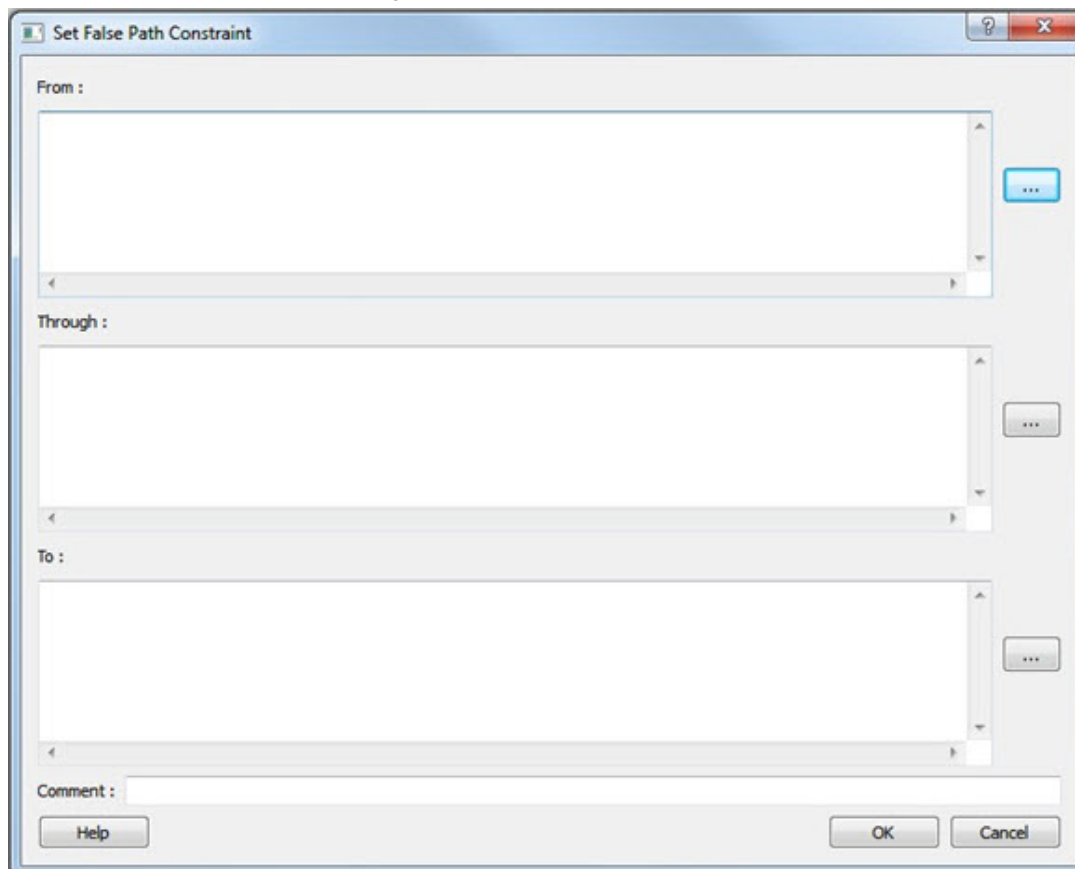 Set False Path Constraint
From :
...
Through :
...
To :
...
Comment :
Help OK Cancel